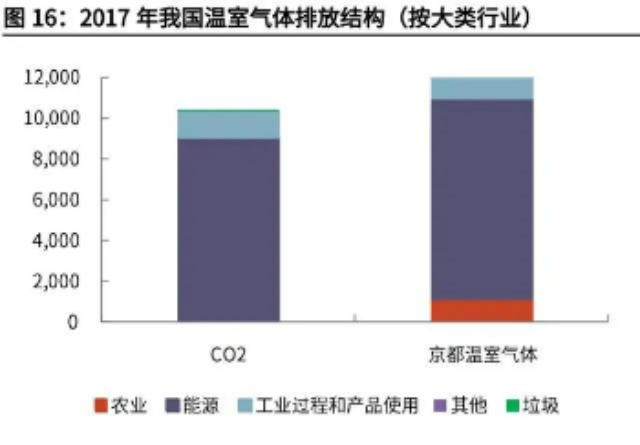 图 16：2017 年我国温室气体排放结构（按大类行业）
12,000
10,000
8,000
6,000
4,000
2,000
0
CO2 京都温室气体
农业 能源 工业过程和产品使用 其他 垃圾